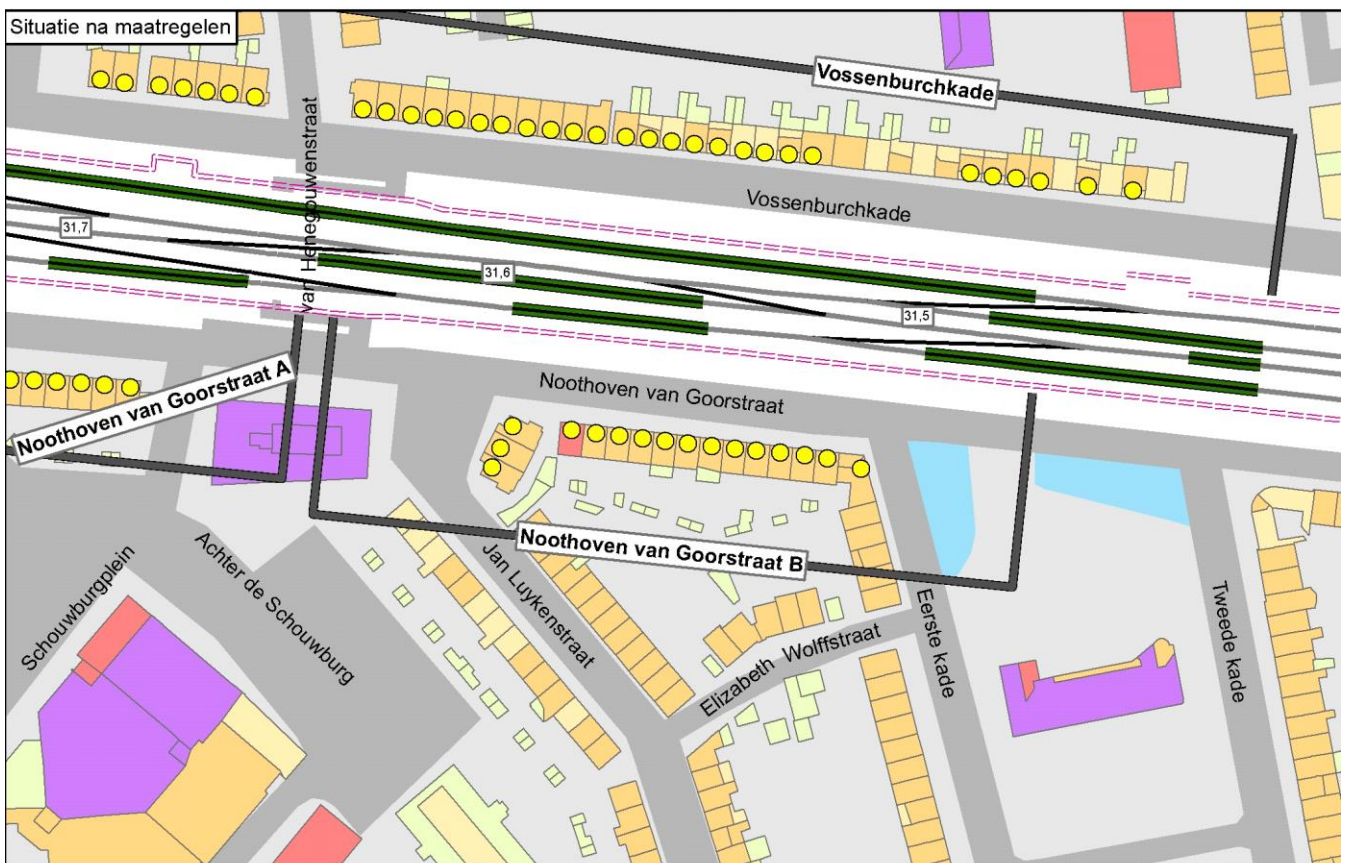 Situatie na maatregelen
Vossenburchkade
van Henegouwenstraat
Vossenburchkade
31,7
31,6
31,5
Noothoven van Goorstraat
Noothoven van Goorstraat A
Noothoven van Goorstraat B
Schouwburgplein
Achter de Schouwburg
Jan Luykenstraat
Elizabeth Wolffstraat
Eerste kade
Tweede kade